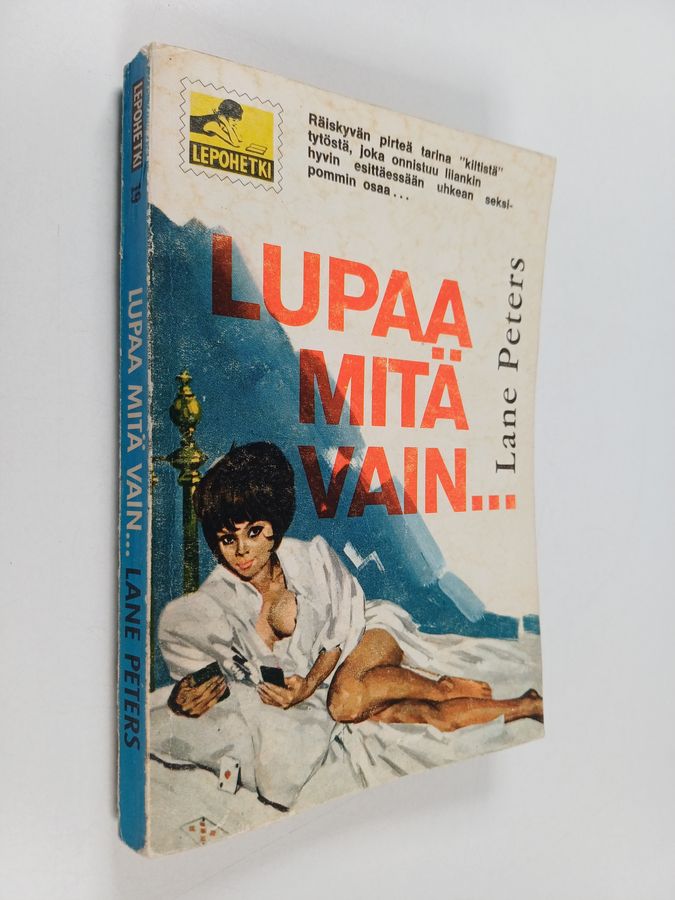 LEPOHETKI
Räiskyvän pirteä tarina "kiltistä"
tytöstä, joka onnistuu liiankin
hyvin esittäessään uhkean seksi-
pommin osaa...
LUPAA
MITÄ
VAIN...
Lane Peters
LEPOHETKI 19 LUPAA MITÄ VAIN... LANE PETERS